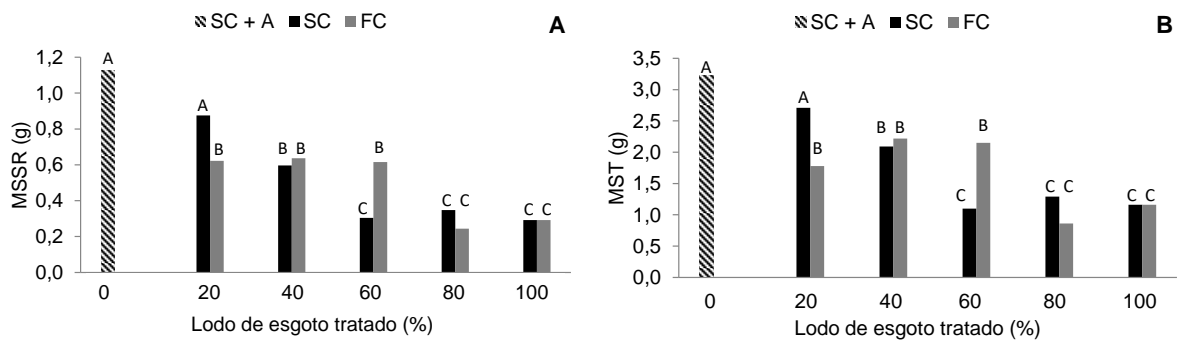 SC + A SC FC
A
1,2
1,0
0,8
0,6
0,4
0,2
0,0
MSSR (g)
A
A
B
B B
C
B
C C
C C
0 20 40 60 80 100
Lodo de esgoto tratado (%)
SC + A SC FC
B
3,5
3,0
2,5
2,0
1,5
1,0
0,5
0,0
MST (g)
A
A
B
B B
C
B
C C
C C
0 20 40 60 80 100
Lodo de esgoto tratado (%)